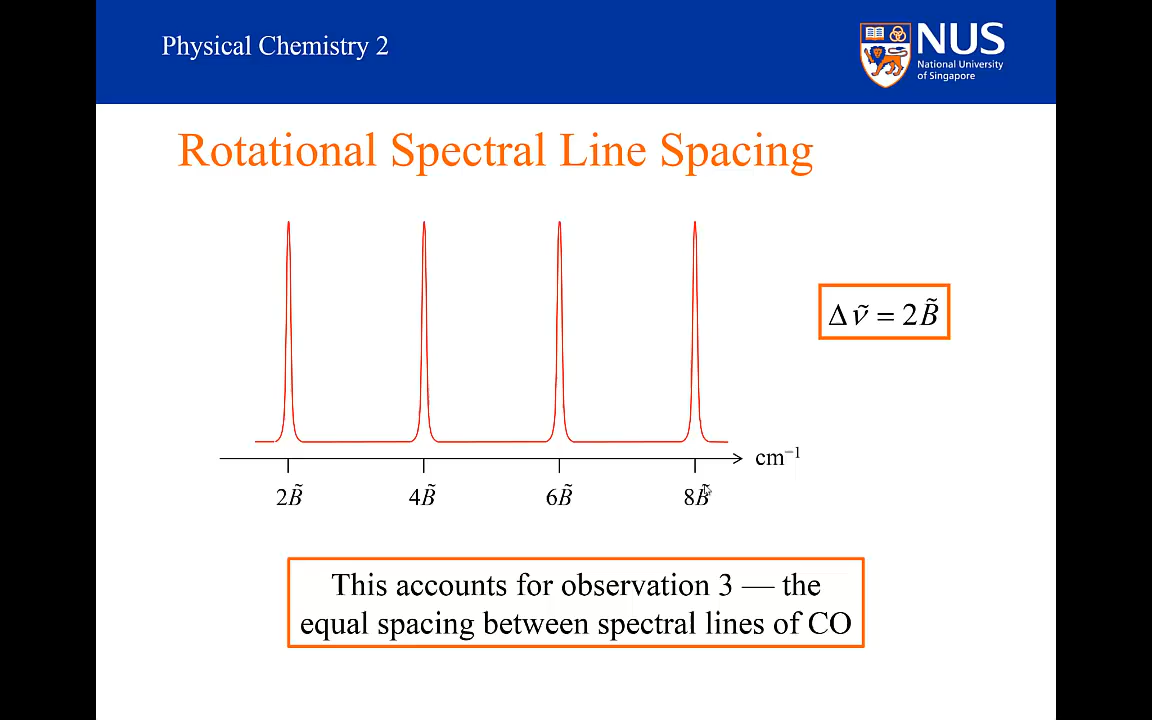 Physical Chemistry 2
NUS
National University
of Singapore
Rotational Spectral Line Spacing
Δ ν̃ = 2B̃
cm⁻¹
2B̃ 4B̃ 6B̃ 8B̃
This accounts for observation 3 — the
equal spacing between spectral lines of CO